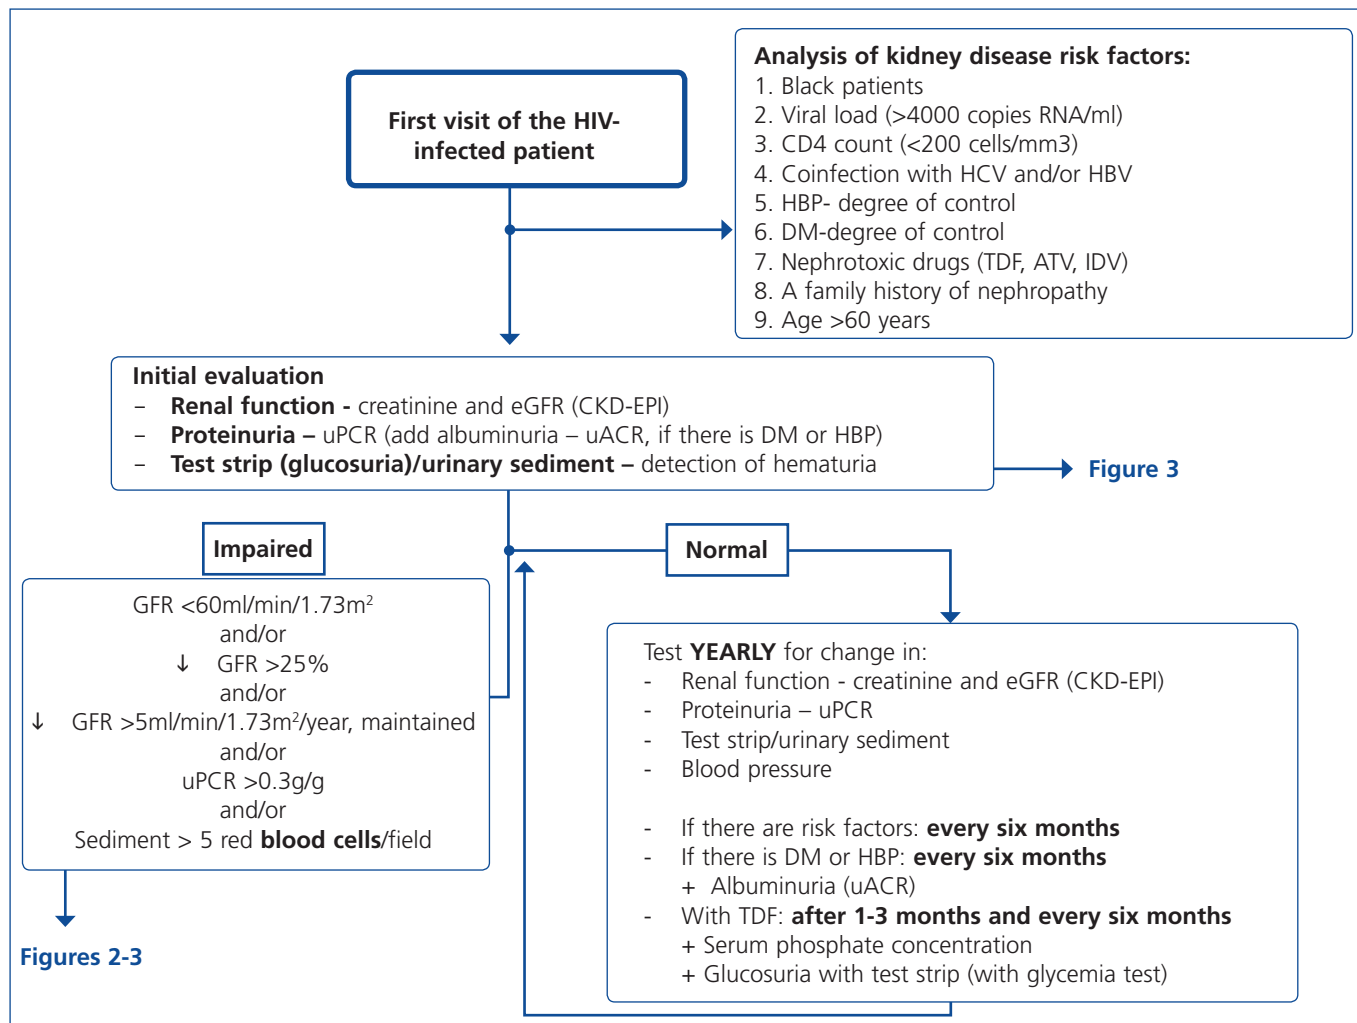 First visit of the HIV-
infected patient
Analysis of kidney disease risk factors:
1. Black patients
2. Viral load (>4000 copies RNA/ml)
3. CD4 count (<200 cells/mm3)
4. Coinfection with HCV and/or HBV
5. HBP- degree of control
6. DM-degree of control
7. Nephrotoxic drugs (TDF, ATV, IDV)
8. A family history of nephropathy
9. Age >60 years
Initial evaluation
– Renal function - creatinine and eGFR (CKD-EPI)
– Proteinuria – uPCR (add albuminuria – uACR, if there is DM or HBP)
– Test strip (glucosuria)/urinary sediment – detection of hematuria
Figure 3
Impaired
GFR <60ml/min/1.73m²
and/or
↓ GFR >25%
and/or
↓ GFR >5ml/min/1.73m²/year, maintained
and/or
uPCR >0.3g/g
and/or
Sediment > 5 red blood cells/field
Figures 2-3
Normal
Test YEARLY for change in:
- Renal function - creatinine and eGFR (CKD-EPI)
- Proteinuria – uPCR
- Test strip/urinary sediment
- Blood pressure
- If there are risk factors: every six months
- If there is DM or HBP: every six months
+ Albuminuria (uACR)
- With TDF: after 1-3 months and every six months
+ Serum phosphate concentration
+ Glucosuria with test strip (with glycemia test)